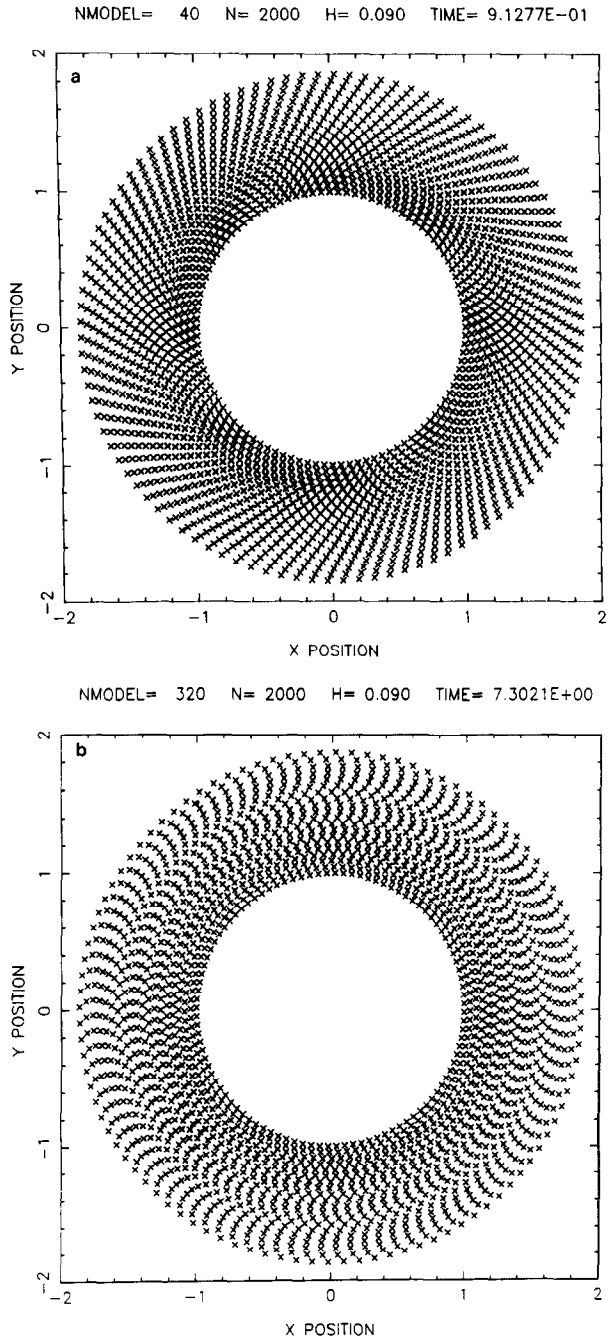 NMODEL= 40 N= 2000 H= 0.090 TIME= 9.1277E-01
a
2
1
0
-1
-2
Y POSITION
-2 -1 0 1 2
X POSITION
NMODEL= 320 N= 2000 H= 0.090 TIME= 7.3021E+00
b
2
1
0
-1
-2
Y POSITION
-2 -1 0 1 2
X POSITION